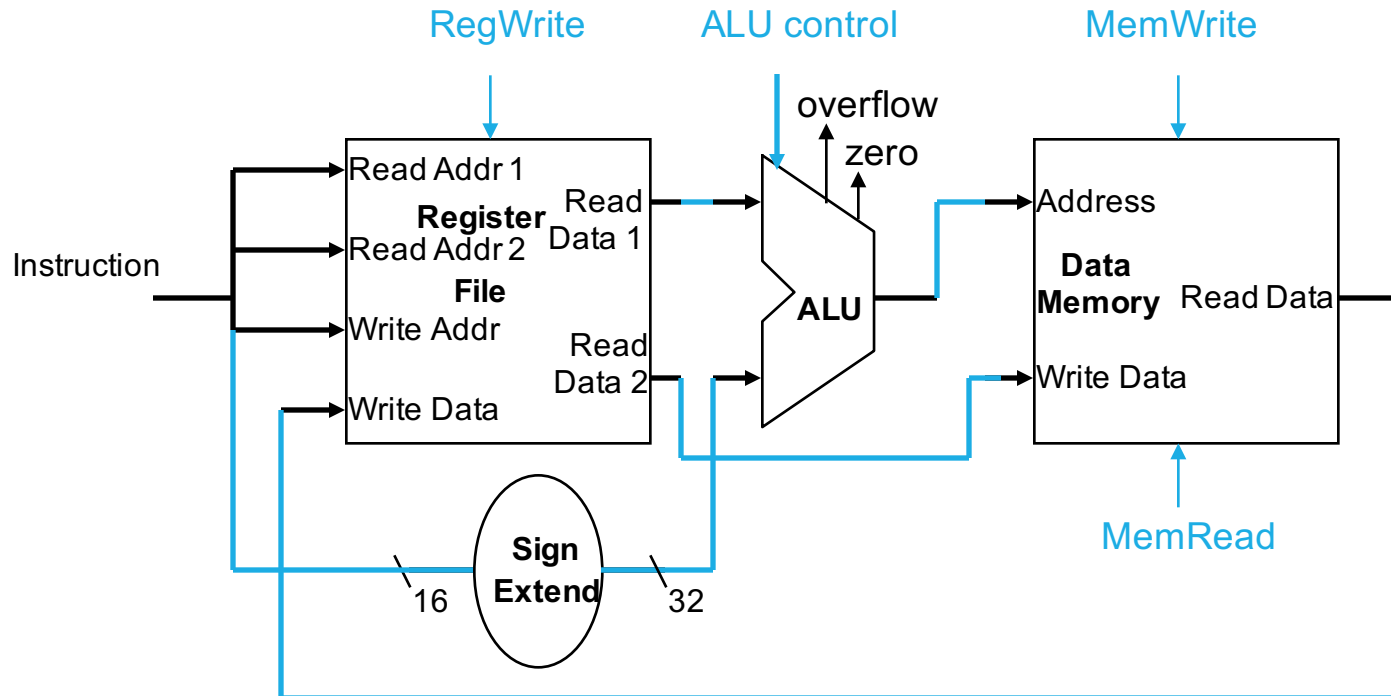 RegWrite
ALU control
MemWrite
overflow
zero
Instruction
Read Addr 1
Register
Read Addr 2
File
Write Addr
Write Data
Read
Data 1
Read
Data 2
ALU
Address
Data
Memory
Read Data
Write Data
MemRead
Sign
Extend
16
32